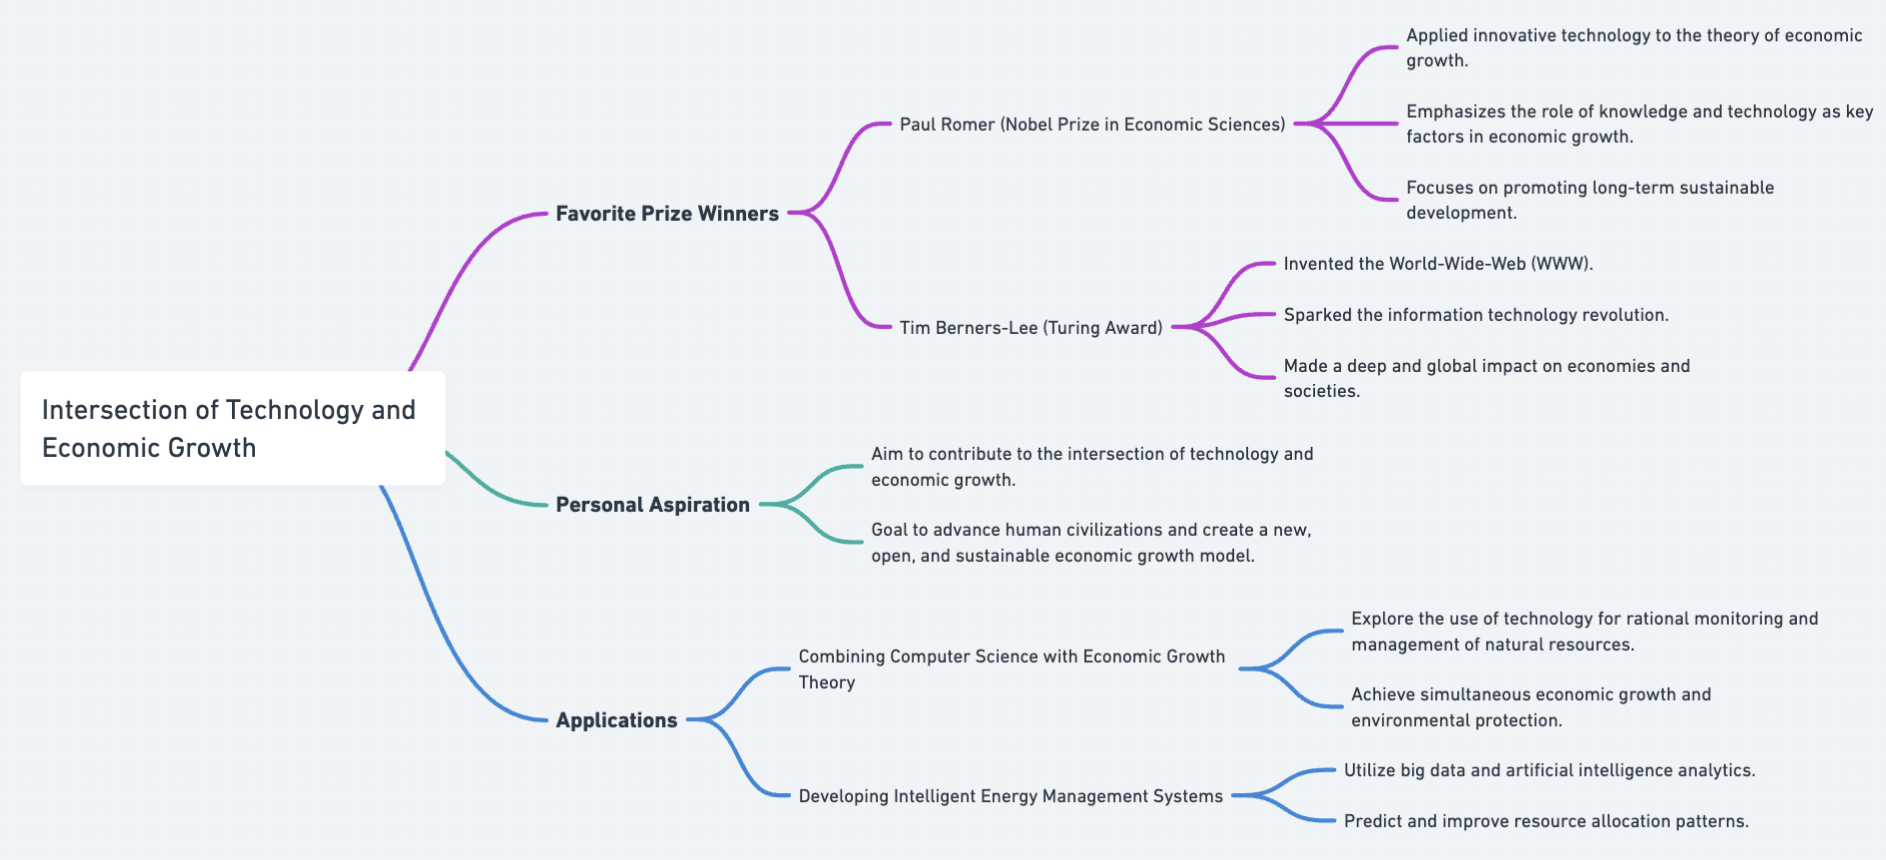 Intersection of Technology and
Economic Growth
Favorite Prize Winners
Paul Romer (Nobel Prize in Economic Sciences)
Applied innovative technology to the theory of economic
growth.
Emphasizes the role of knowledge and technology as key
factors in economic growth.
Focuses on promoting long-term sustainable
development.
Tim Berners-Lee (Turing Award)
Invented the World-Wide-Web (WWW).
Sparked the information technology revolution.
Made a deep and global impact on economies and
societies.
Personal Aspiration
Aim to contribute to the intersection of technology and
economic growth.
Goal to advance human civilizations and create a new,
open, and sustainable economic growth model.
Applications
Combining Computer Science with Economic Growth
Theory
Explore the use of technology for rational monitoring and
management of natural resources.
Achieve simultaneous economic growth and
environmental protection.
Developing Intelligent Energy Management Systems
Utilize big data and artificial intelligence analytics.
Predict and improve resource allocation patterns.